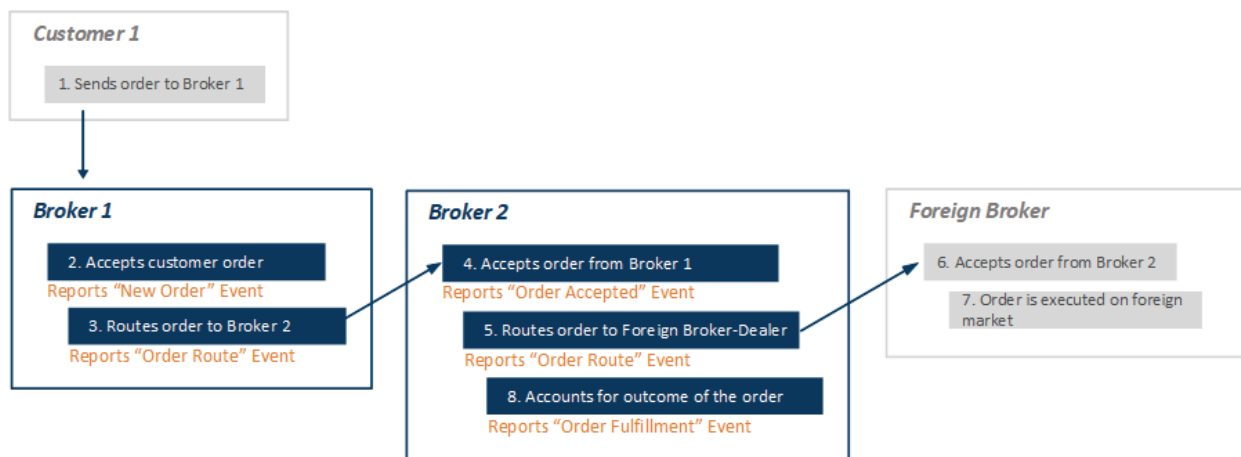 Customer 1
1. Sends order to Broker 1
Broker 1
2. Accepts customer order
Reports “New Order” Event
3. Routes order to Broker 2
Reports “Order Route” Event
Broker 2
4. Accepts order from Broker 1
Reports “Order Accepted” Event
5. Routes order to Foreign Broker-Dealer
Reports “Order Route” Event
8. Accounts for outcome of the order
Reports “Order Fulfillment” Event
Foreign Broker
6. Accepts order from Broker 2
7. Order is executed on foreign
market